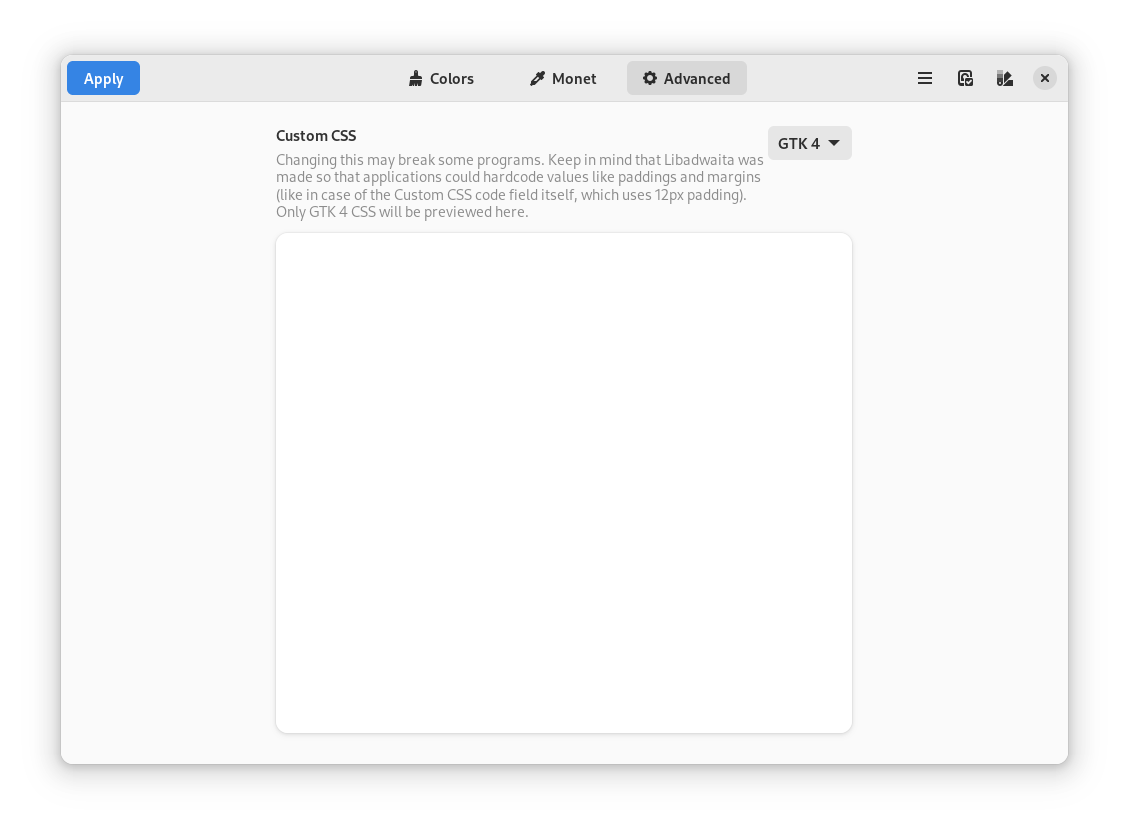 Apply
Colors
Monet
Advanced
Custom CSS
GTK 4
Changing this may break some programs. Keep in mind that Libadwaita was
made so that applications could hardcode values like paddings and margins
(like in case of the Custom CSS code field itself, which uses 12px padding).
Only GTK 4 CSS will be previewed here.